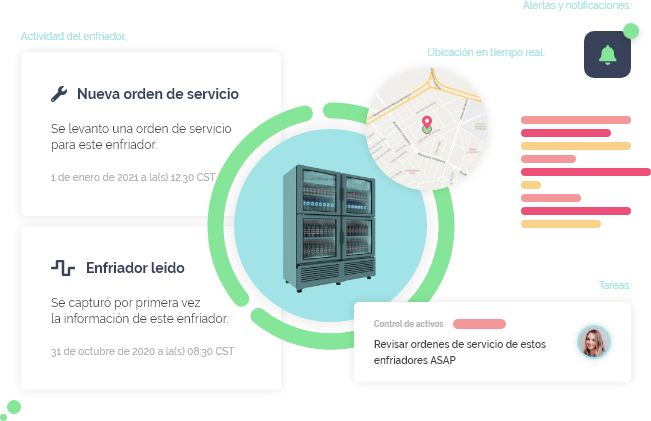 Alertas y notificaciones.
Actividad del enfriador,
Ubicación en tiempo real.
Nueva orden de servicio
Se levanto una orden de servicio
para este enfriador.
1 de enero de 2021 a la(s) 12:30 CST
Enfriador leido
Se capturó por primera vez
la información de este enfriador.
31 de octubre de 2020 a la(s) 08:30 CST
Tareas.
Control de activos
Revisar ordenes de servicio de estos
enfriadores ASAP